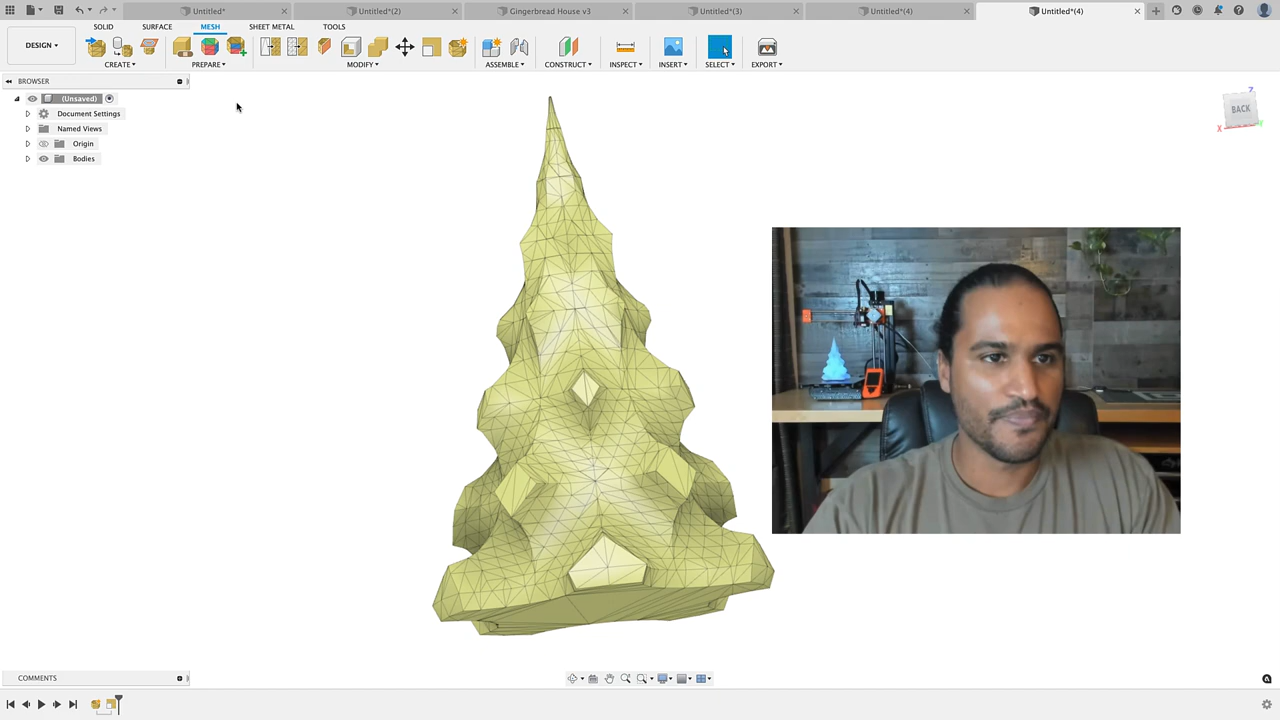 Untitled*
Untitled*(2)
Gingerbread House v3
Untitled*(3)
Untitled*(4)
Untitled*(4)
DESIGN
SOLID
SURFACE
MESH
SHEET METAL
TOOLS
CREATE
PREPARE
MODIFY
ASSEMBLE
CONSTRUCT
INSPECT
INSERT
SELECT
EXPORT
BROWSER
(Unsaved)
Document Settings
Named Views
Origin
Bodies
Z
BACK
X
Y
COMMENTS